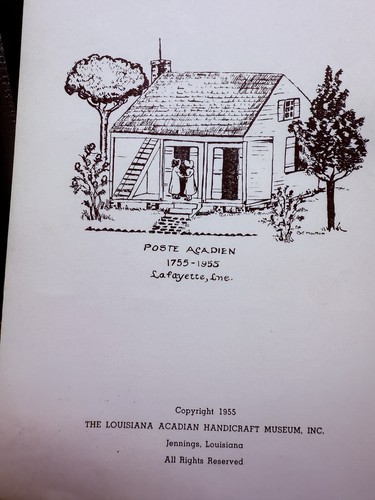 POSTE ACADIEN
1755-1955
Lafayette, Lne.
Copyright 1955
THE LOUISIANA ACADIAN HANDICRAFT MUSEUM, INC.
Jennings, Louisiana
All Rights Reserved